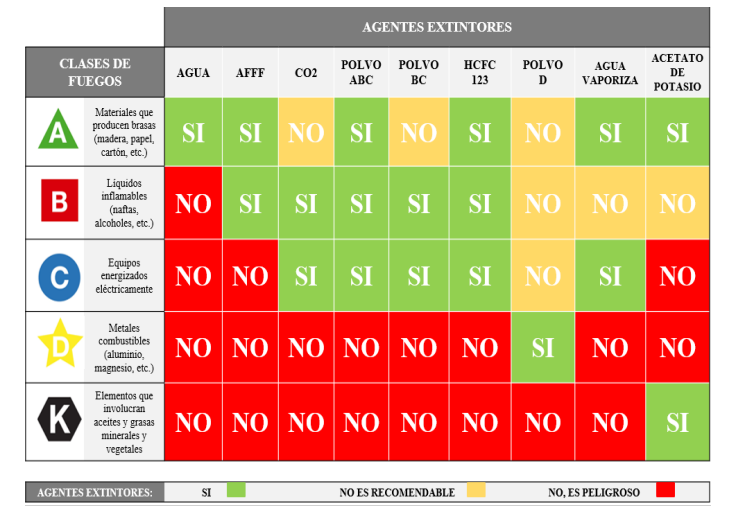 AGENTES EXTINTORES
CLASES DE
FUEGOS
AGUA
AFFF
CO2
POLVO
ABC
POLVO
BC
HCFC
123
POLVO
D
AGUA
VAPORIZA
ACETATO
DE
POTASIO
A
Materiales que
producen brasas
(madera, papel,
cartón, etc.)
SI SI NO SI NO SI NO SI SI
B
Líquidos
inflamables
(naftas,
alcoholes, etc.)
NO SI SI SI SI SI NO NO NO
C
Equipos
energizados
eléctricamente
NO NO SI SI SI SI NO SI NO
D
Metales
combustibles
(aluminio,
magnesio, etc.)
NO NO NO NO NO NO SI NO NO
K
Elementos que
involucran
aceites y grasas
minerales y
vegetales
NO NO NO NO NO NO NO NO SI
AGENTES EXTINTORES: SI NO ES RECOMENDABLE NO, ES PELIGROSO